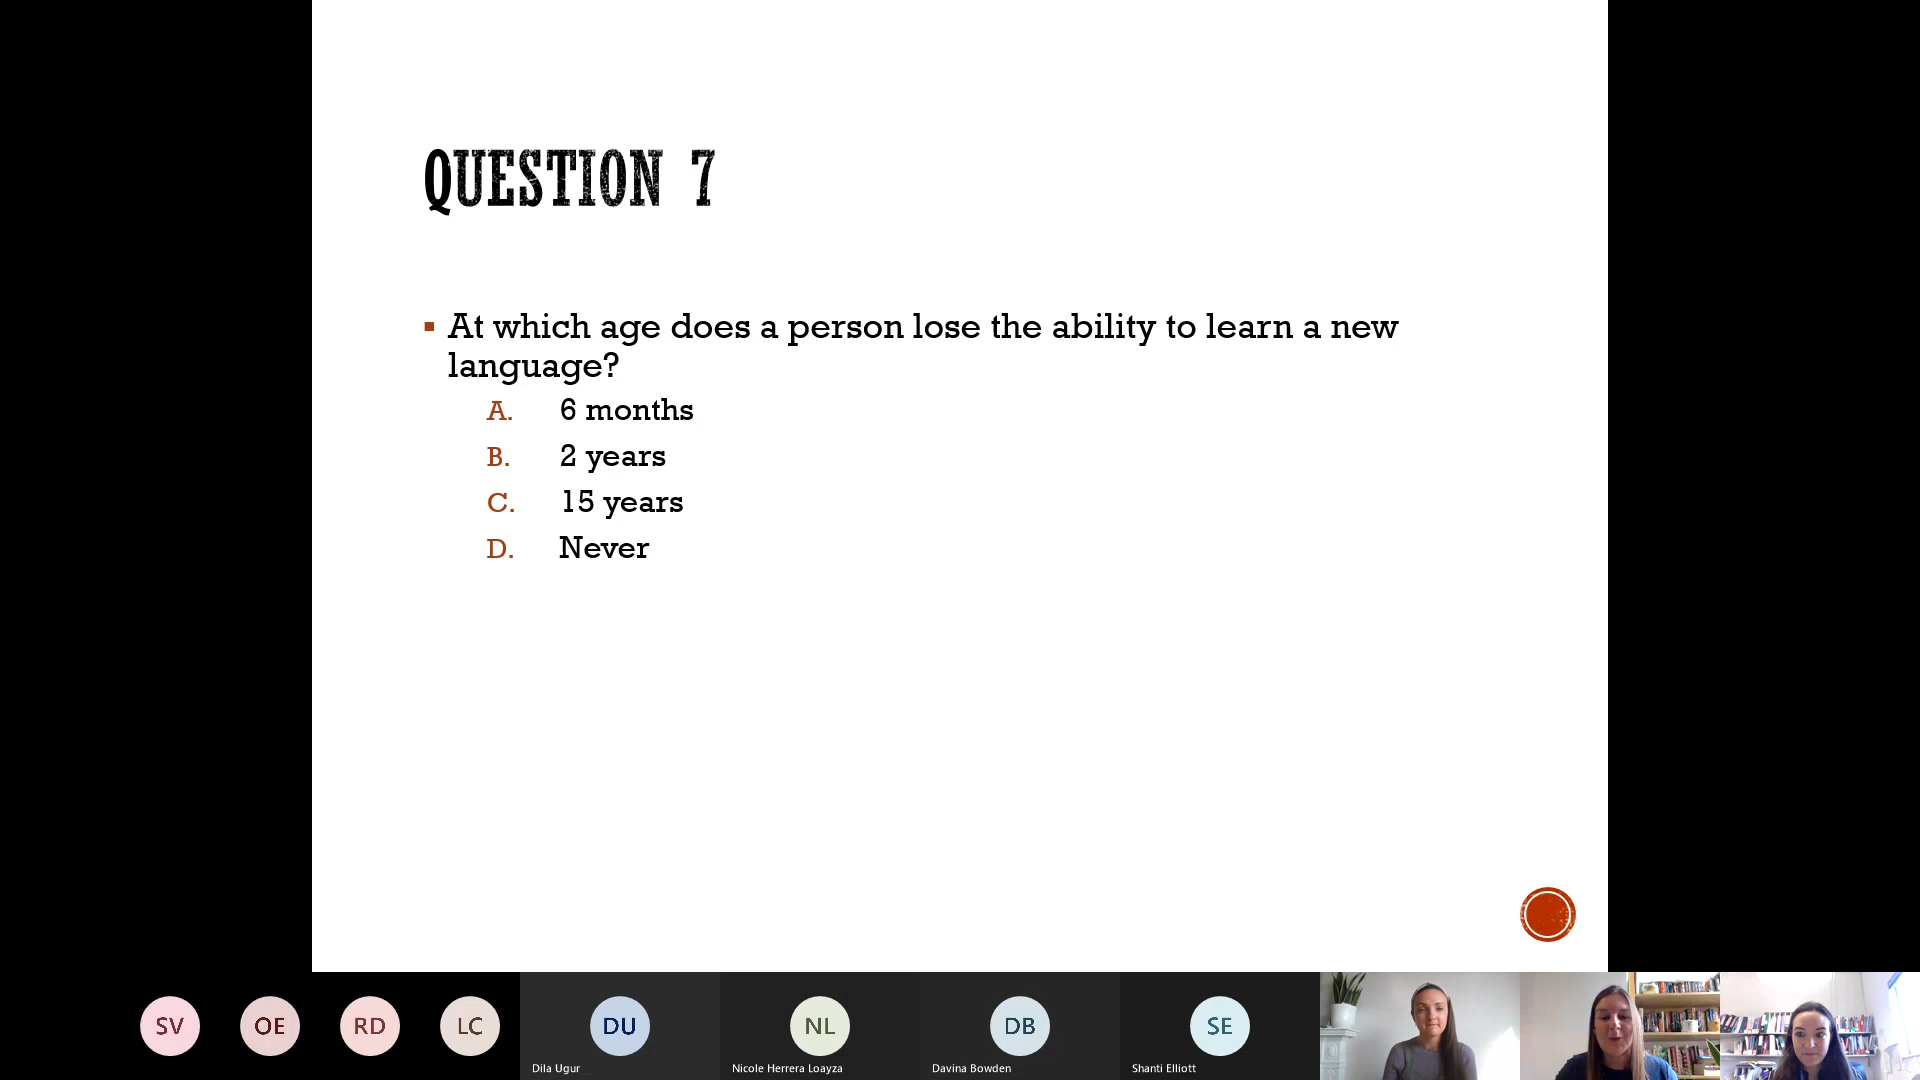 QUESTION 7
At which age does a person lose the ability to learn a new
language?
A. 6 months
B. 2 years
C. 15 years
D. Never
SV
OE
RD
LC
DU
NL
DB
SE
Dila Ugur
Nicole Herrera Loayza
Davina Bowden
Shanti Elliott